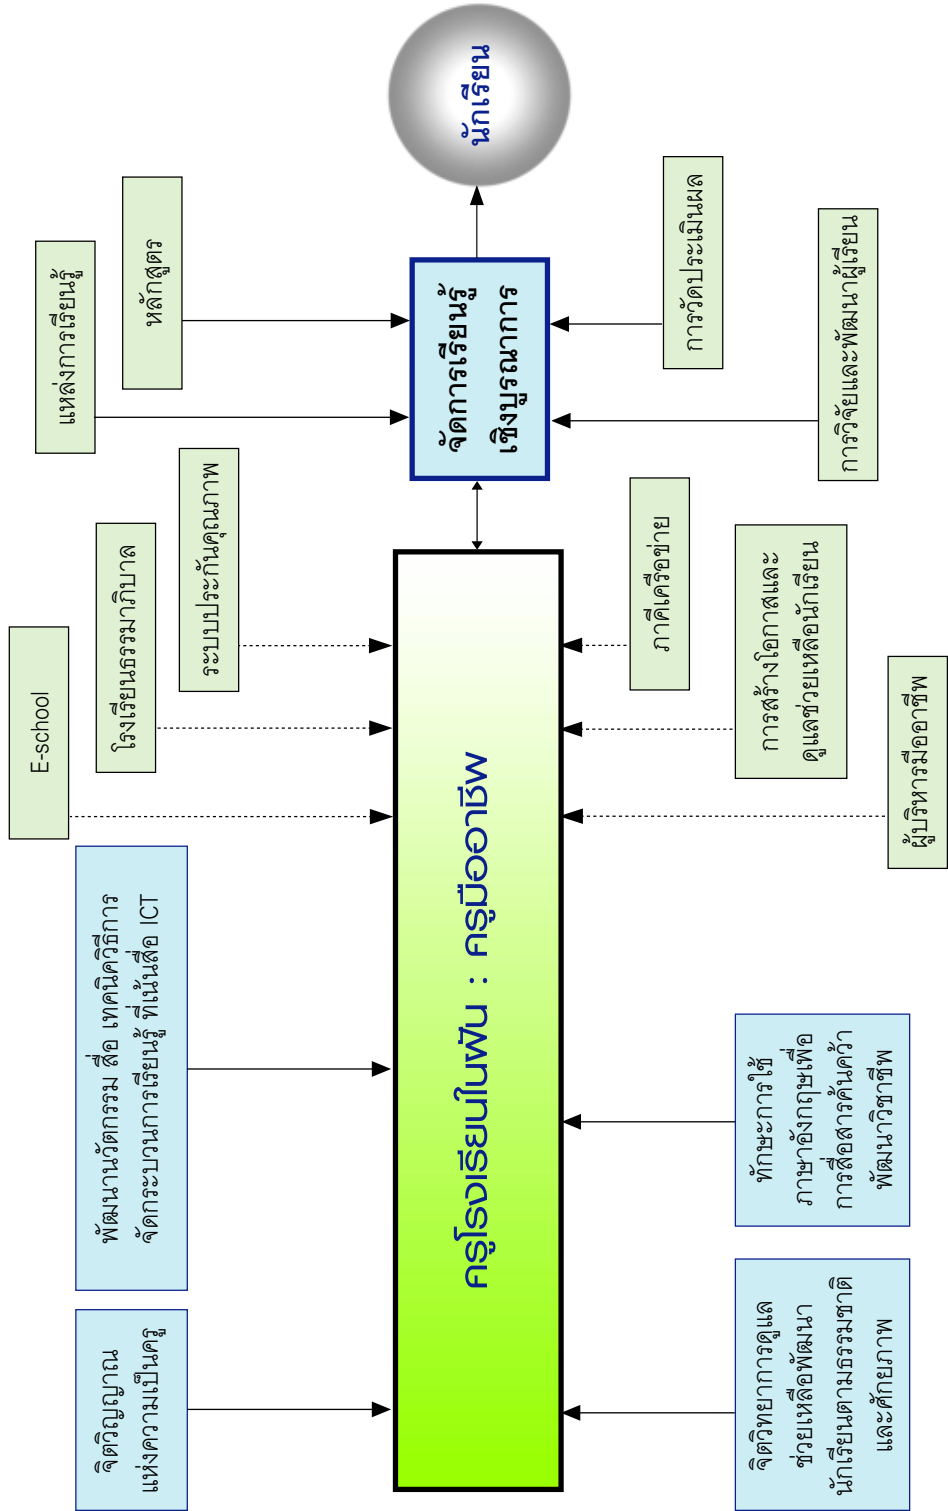 จิตวิญญาณ
แห่งความเป็นครู
พัฒนานวัตกรรม สื่อ เทคนิควิธีการ
จัดกระบวนการเรียนรู้ ที่เน้นสื่อ ICT
E-school
โรงเรียนธรรมาภิบาล
ระบบประกันคุณภาพ
แหล่งการเรียนรู้
หลักสูตร
ครูโรงเรียนในฝัน : ครูมืออาชีพ
จัดการเรียนรู้
เชิงบูรณาการ
นักเรียน
จิตวิทยาการดูแล
ช่วยเหลือพัฒนา
นักเรียนตามธรรมชาติ
และศักยภาพ
ทักษะการใช้
ภาษาอังกฤษเพื่อ
การสื่อสารค้นคว้า
พัฒนาวิชาชีพ
ผู้บริหารมืออาชีพ
การสร้างโอกาสและ
ดูแลช่วยเหลือนักเรียน
ภาคีเครือข่าย
การวิจัยและพัฒนาผู้เรียน
การวัดประเมินผล